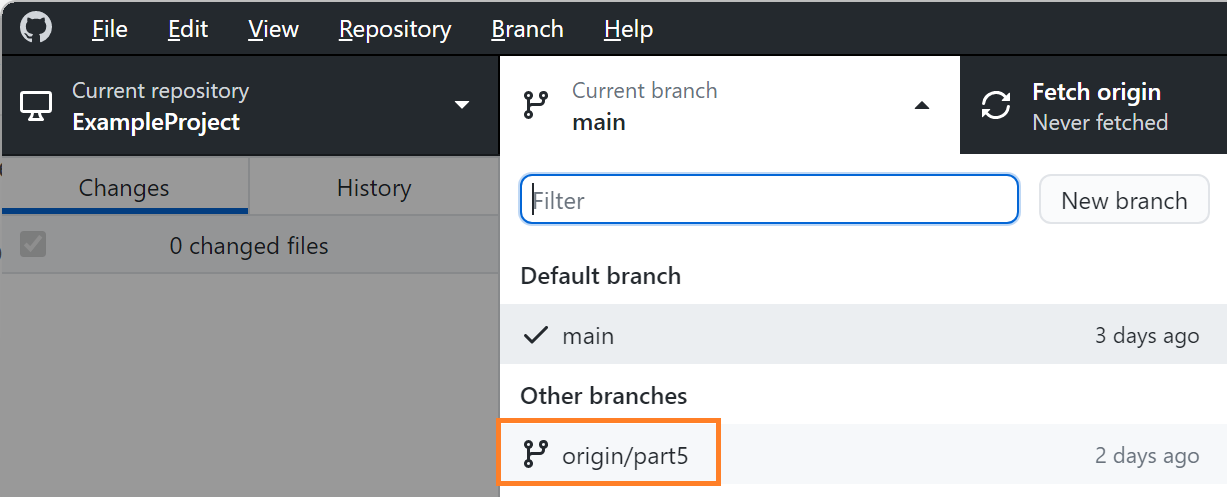 File Edit View Repository Branch Help
Current repository
ExampleProject
Current branch
main
Fetch origin
Never fetched
Changes History
0 changed files
Filter
New branch
Default branch
main 3 days ago
Other branches
origin/part5 2 days ago